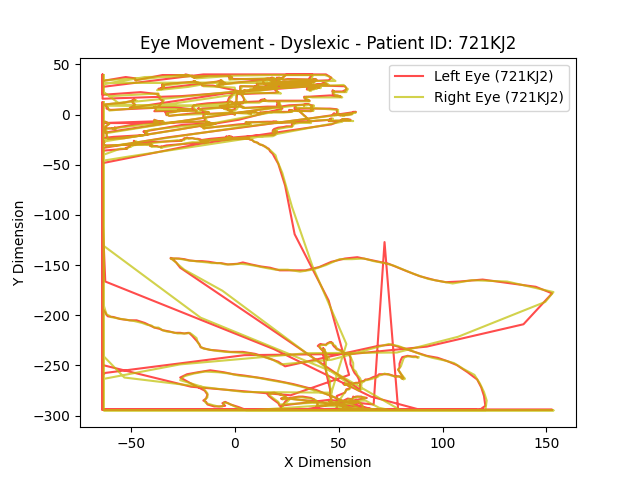 Eye Movement - Dyslexic - Patient ID: 721KJ2
Left Eye (721KJ2)
Right Eye (721KJ2)
50
0
−50
−100
−150
−200
−250
−300
Y Dimension
−50
0
50
100
150
X Dimension